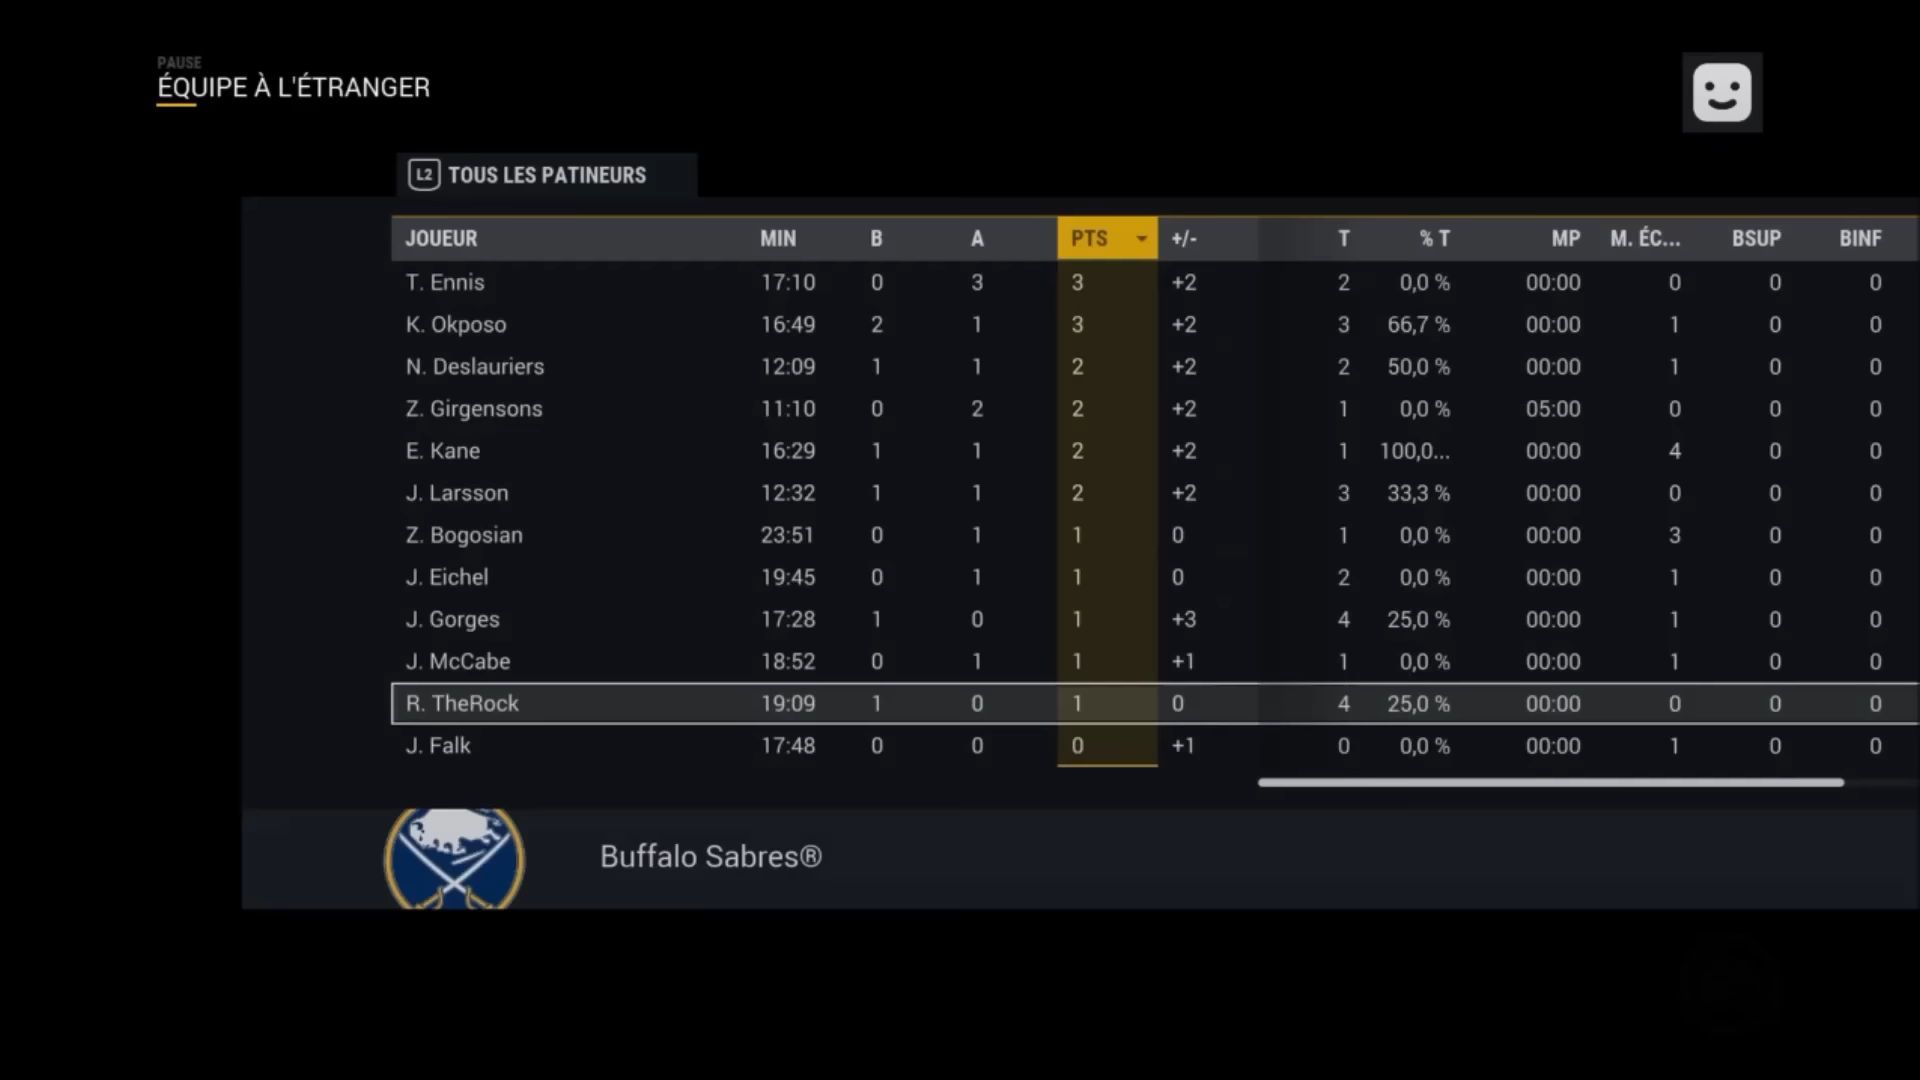 PAUSE
ÉQUIPE À L'ÉTRANGER
L2 TOUS LES PATINEURS
JOUEUR MIN B A PTS +/- T % T MP M. ÉC... BSUP BINF
T. Ennis 17:10 0 3 3 +2 2 0,0 % 00:00 0 0 0
K. Okposo 16:49 2 1 3 +2 3 66,7 % 00:00 1 0 0
N. Deslauriers 12:09 1 1 2 +2 2 50,0 % 00:00 1 0 0
Z. Girgensons 11:10 0 2 2 +2 1 0,0 % 05:00 0 0 0
E. Kane 16:29 1 1 2 +2 1 100,0... 00:00 4 0 0
J. Larsson 12:32 1 1 2 +2 3 33,3 % 00:00 0 0 0
Z. Bogosian 23:51 0 1 1 0 1 0,0 % 00:00 3 0 0
J. Eichel 19:45 0 1 1 0 2 0,0 % 00:00 1 0 0
J. Gorges 17:28 1 0 1 +3 4 25,0 % 00:00 1 0 0
J. McCabe 18:52 0 1 1 +1 1 0,0 % 00:00 1 0 0
R. TheRock 19:09 1 0 1 0 4 25,0 % 00:00 0 0 0
J. Falk 17:48 0 0 0 +1 0 0,0 % 00:00 1 0 0
Buffalo Sabres®